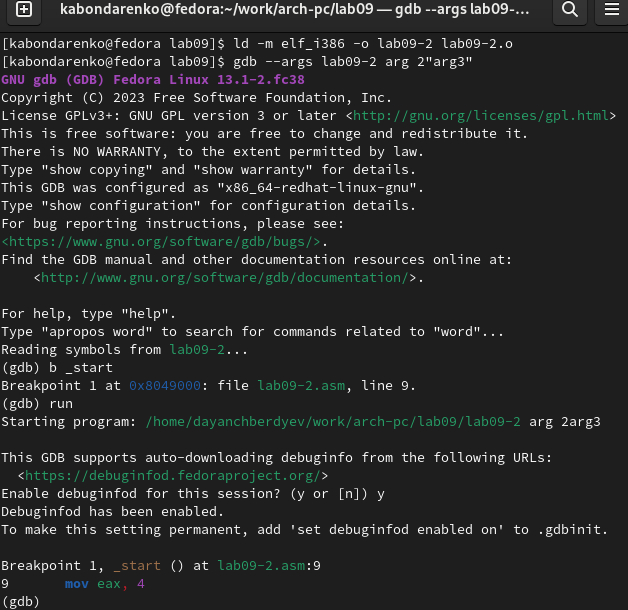 kabondarenko@fedora:~/work/arch-pc/lab09 — gdb --args lab09-...
[kabondarenko@fedora lab09]$ ld -m elf_i386 -o lab09-2 lab09-2.o
[kabondarenko@fedora lab09]$ gdb --args lab09-2 arg 2"arg3"
GNU gdb (GDB) Fedora Linux 13.1-2.fc38
Copyright (C) 2023 Free Software Foundation, Inc.
License GPLv3+: GNU GPL version 3 or later <http://gnu.org/licenses/gpl.html>
This is free software: you are free to change and redistribute it.
There is NO WARRANTY, to the extent permitted by law.
Type "show copying" and "show warranty" for details.
This GDB was configured as "x86_64-redhat-linux-gnu".
Type "show configuration" for configuration details.
For bug reporting instructions, please see:
<https://www.gnu.org/software/gdb/bugs/>.
Find the GDB manual and other documentation resources online at:
    <http://www.gnu.org/software/gdb/documentation/>.

For help, type "help".
Type "apropos word" to search for commands related to "word"...
Reading symbols from lab09-2...
(gdb) b _start
Breakpoint 1 at 0x8049000: file lab09-2.asm, line 9.
(gdb) run
Starting program: /home/dayanchberdyev/work/arch-pc/lab09/lab09-2 arg 2arg3

This GDB supports auto-downloading debuginfo from the following URLs:
  <https://debuginfod.fedoraproject.org/>
Enable debuginfod for this session? (y or [n]) y
Debuginfod has been enabled.
To make this setting permanent, add 'set debuginfod enabled on' to .gdbinit.

Breakpoint 1, _start () at lab09-2.asm:9
9       mov eax, 4
(gdb)